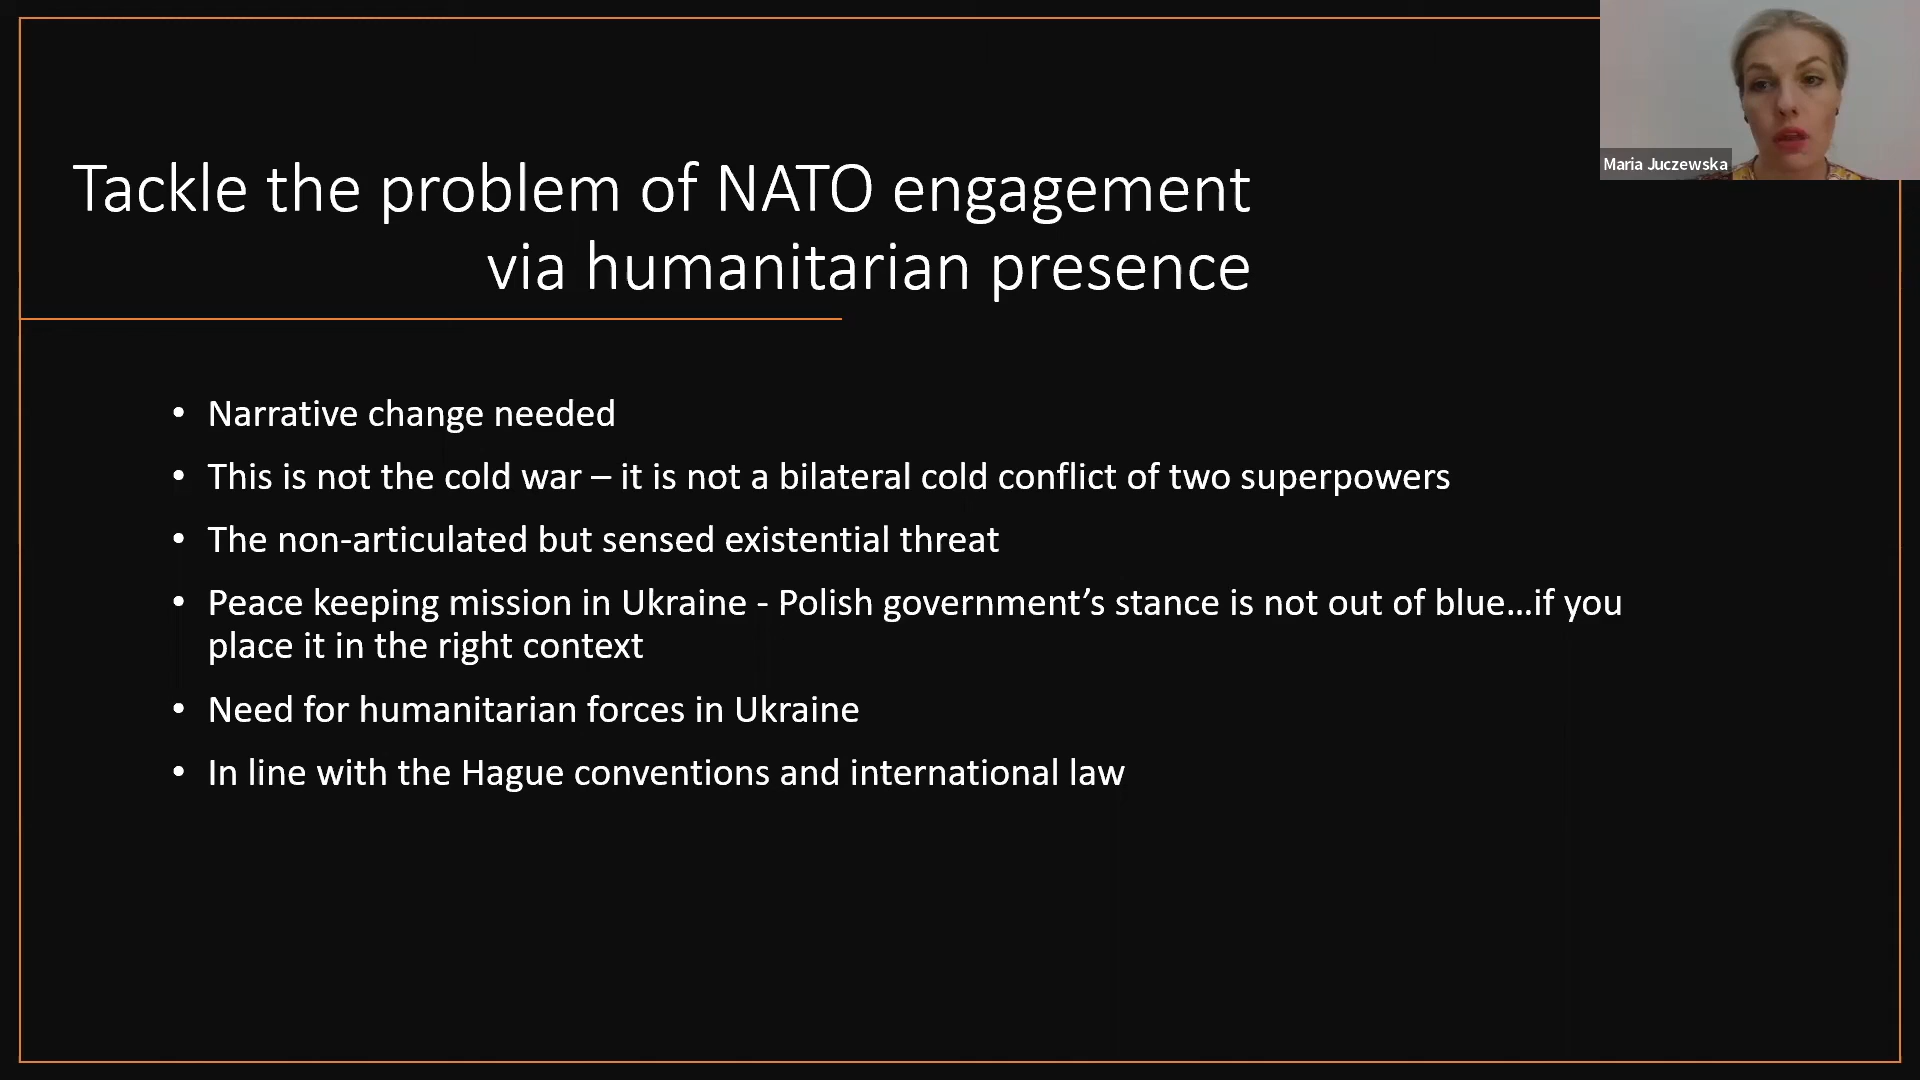 Maria Juczewska
Tackle the problem of NATO engagement
via humanitarian presence
• Narrative change needed
• This is not the cold war – it is not a bilateral cold conflict of two superpowers
• The non-articulated but sensed existential threat
• Peace keeping mission in Ukraine - Polish government’s stance is not out of blue...if you
place it in the right context
• Need for humanitarian forces in Ukraine
• In line with the Hague conventions and international law